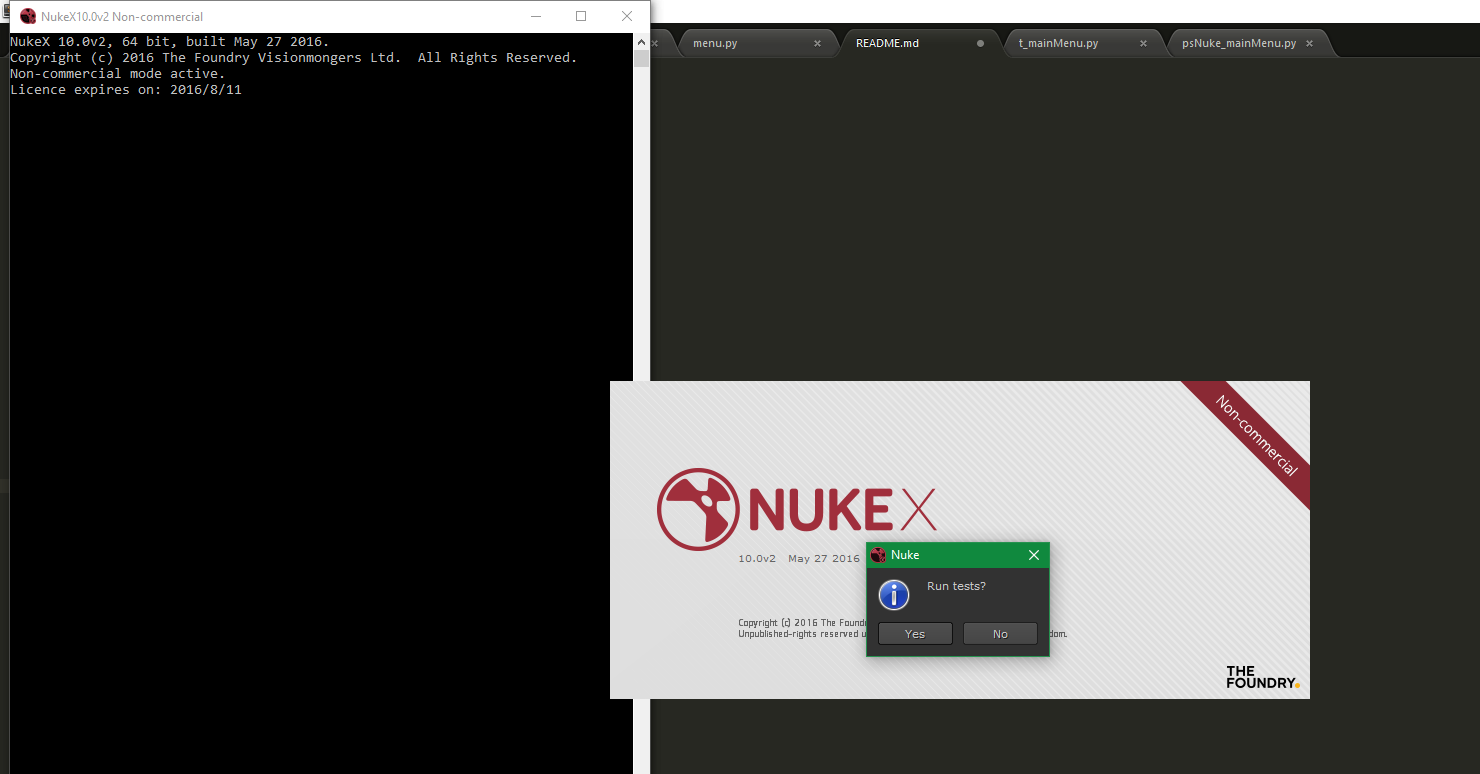 NukeX10.0v2 Non-commercial
NukeX 10.0v2, 64 bit, built May 27 2016.
Copyright (c) 2016 The Foundry Visionmongers Ltd.  All Rights Reserved.
Non-commercial mode active.
Licence expires on: 2016/8/11
menu.py
README.md
t_mainMenu.py
psNuke_mainMenu.py
Non-commercial
NUKEX
10.0v2 May 27 2016
Nuke
Run tests?
Yes
No
Copyright (c) 2016 The Found
Unpublished-rights reserved u
dom.
THE
FOUNDRY.